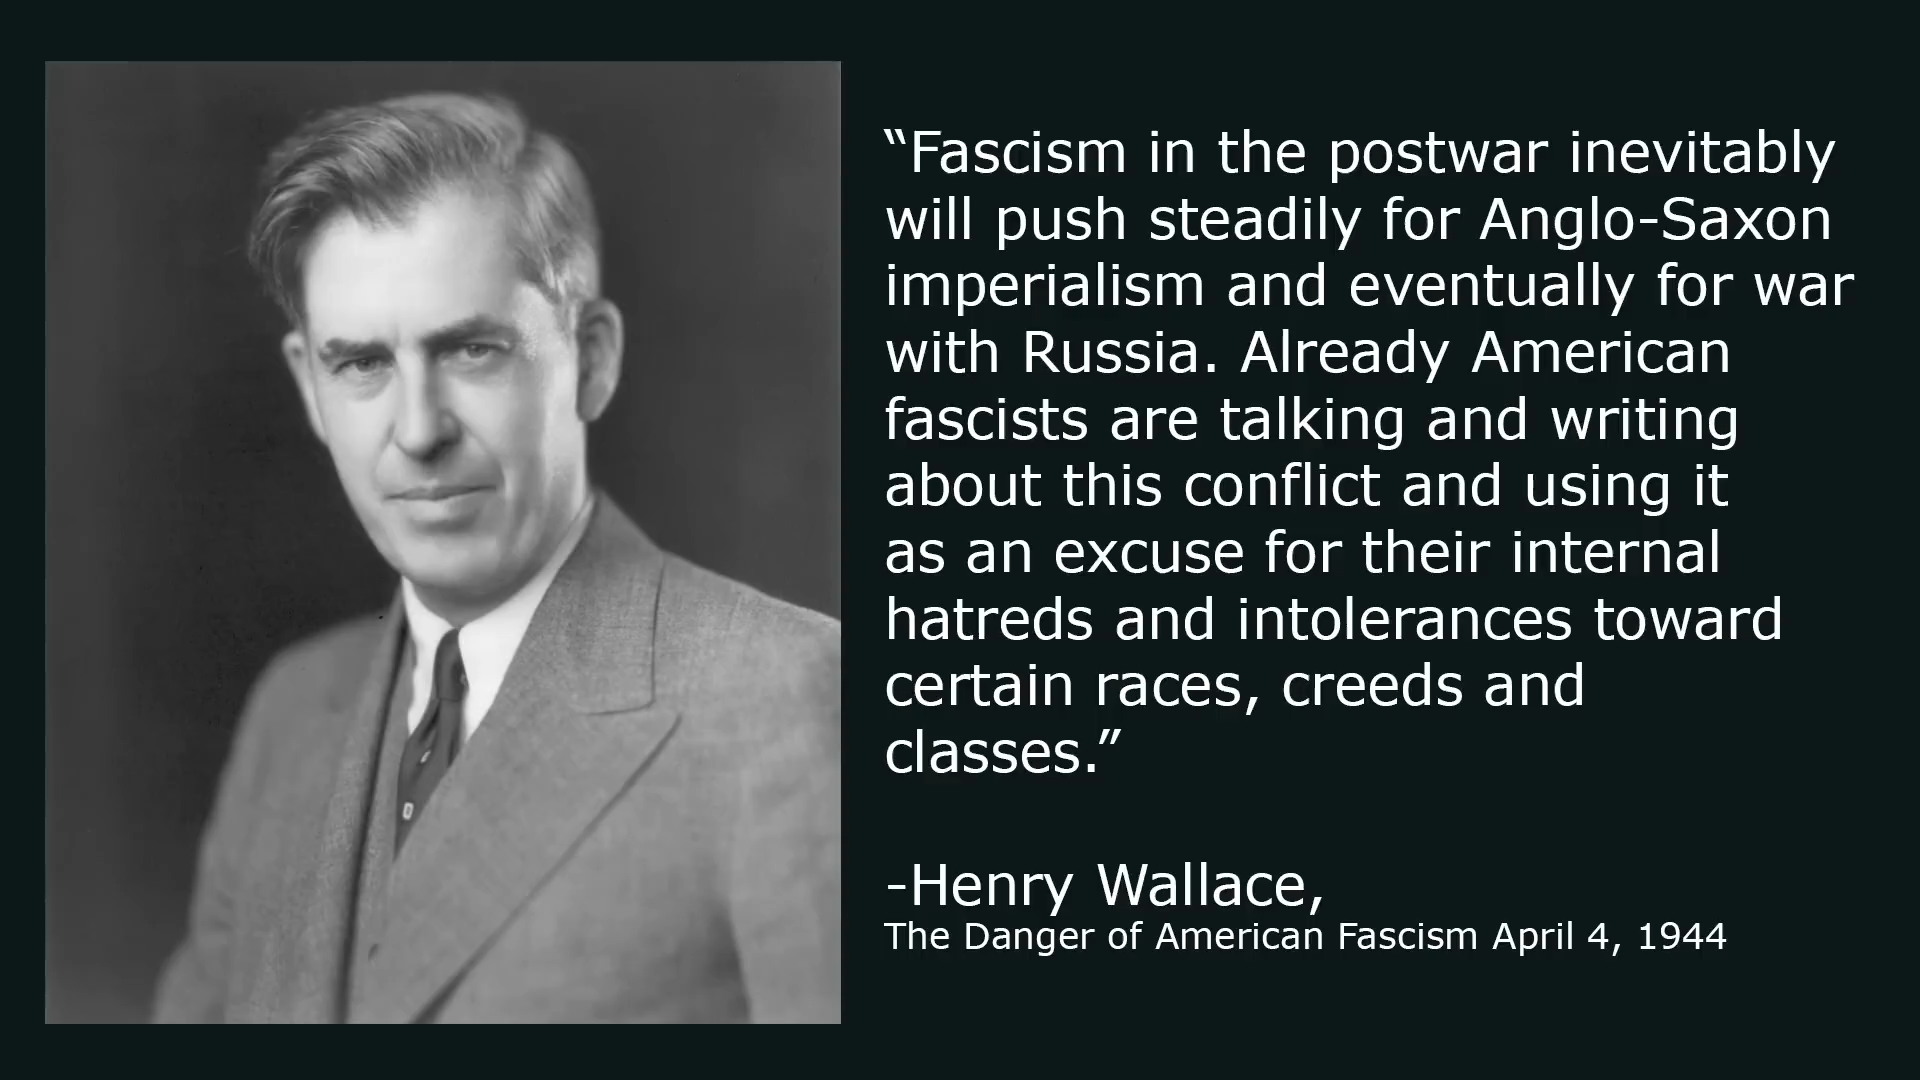 “Fascism in the postwar inevitably
will push steadily for Anglo-Saxon
imperialism and eventually for war
with Russia. Already American
fascists are talking and writing
about this conflict and using it
as an excuse for their internal
hatreds and intolerances toward
certain races, creeds and
classes.”
-Henry Wallace,
The Danger of American Fascism April 4, 1944